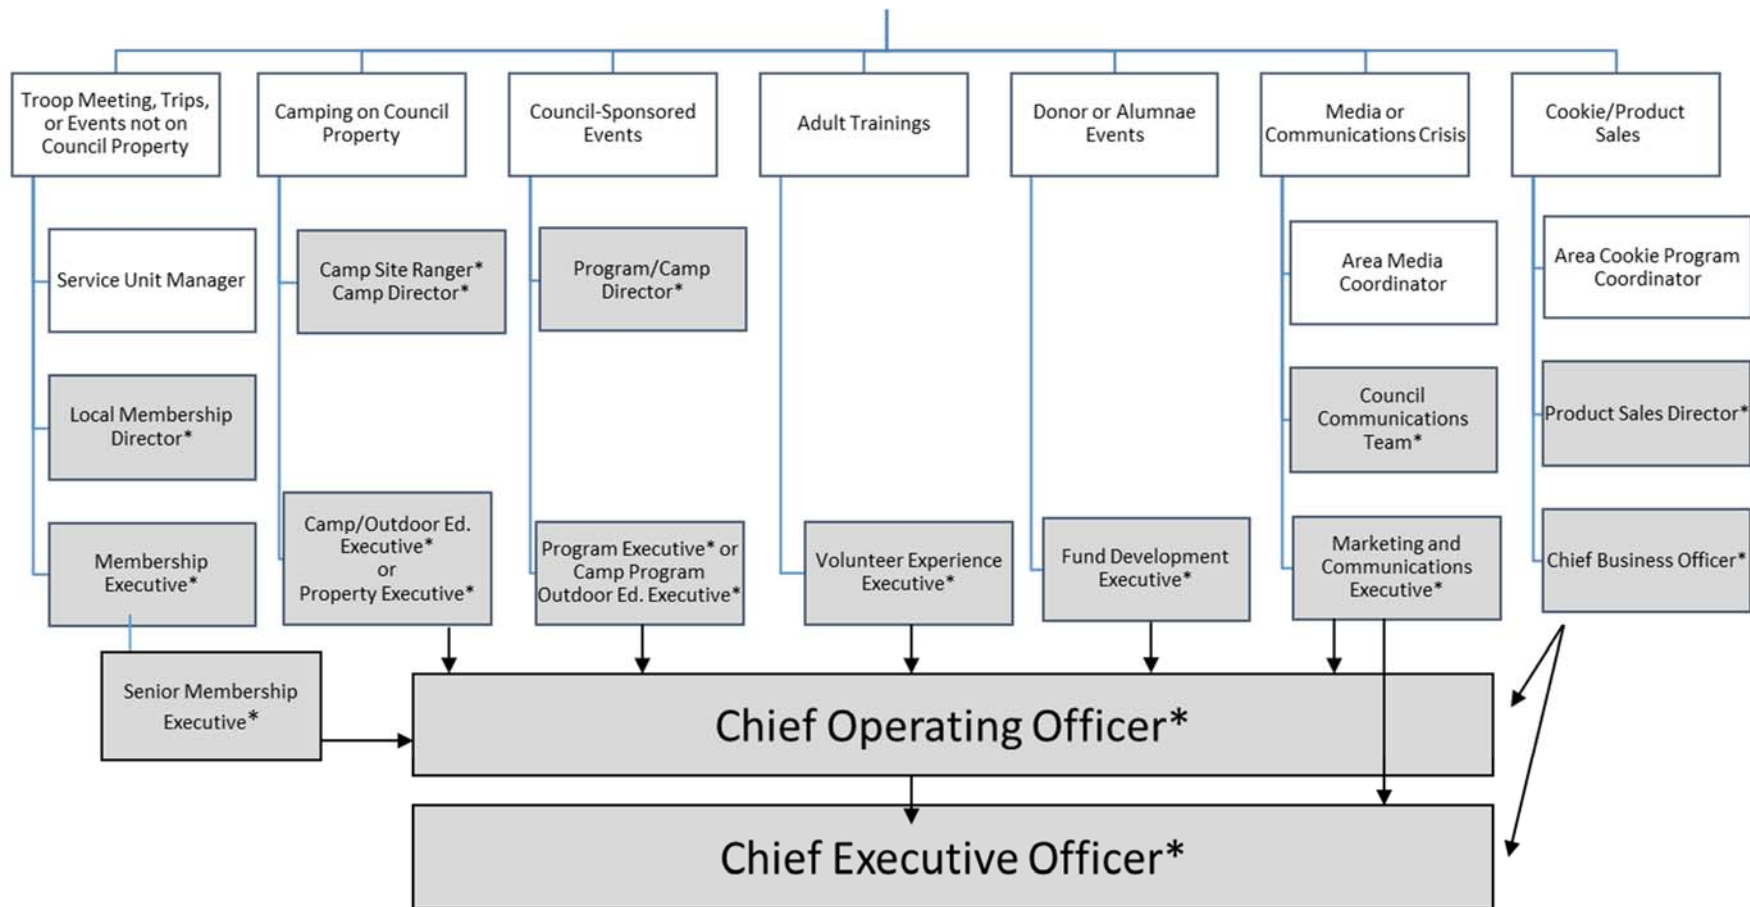 Troop Meeting, Trips,
or Events not on
Council Property
Camping on Council
Property
Council-Sponsored
Events
Adult Trainings
Donor or Alumnae
Events
Media or
Communications Crisis
Cookie/Product
Sales
Service Unit Manager
Camp Site Ranger*
Camp Director*
Program/Camp
Director*
Area Media
Coordinator
Area Cookie Program
Coordinator
Local Membership
Director*
Council
Communications
Team*
Product Sales Director*
Membership
Executive*
Camp/Outdoor Ed.
Executive*
or
Property Executive*
Program Executive* or
Camp Program
Outdoor Ed. Executive*
Volunteer Experience
Executive*
Fund Development
Executive*
Marketing and
Communications
Executive*
Chief Business Officer*
Senior Membership
Executive*
Chief Operating Officer*
Chief Executive Officer*